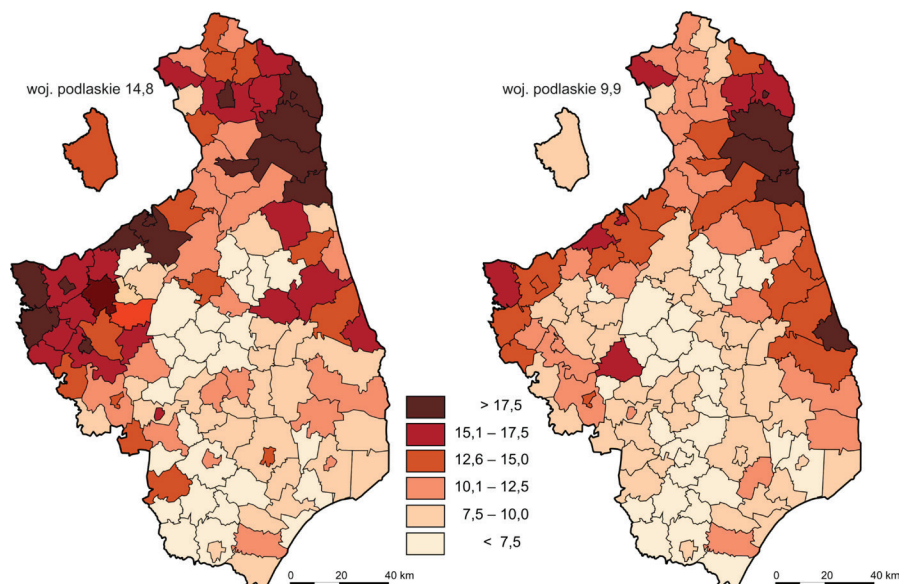 woj. podlaskie 14,8
woj. podlaskie 9,9
> 17,5
15,1 – 17,5
12,6 – 15,0
10,1 – 12,5
7,5 – 10,0
< 7,5
0 20 40 km
0 20 40 km